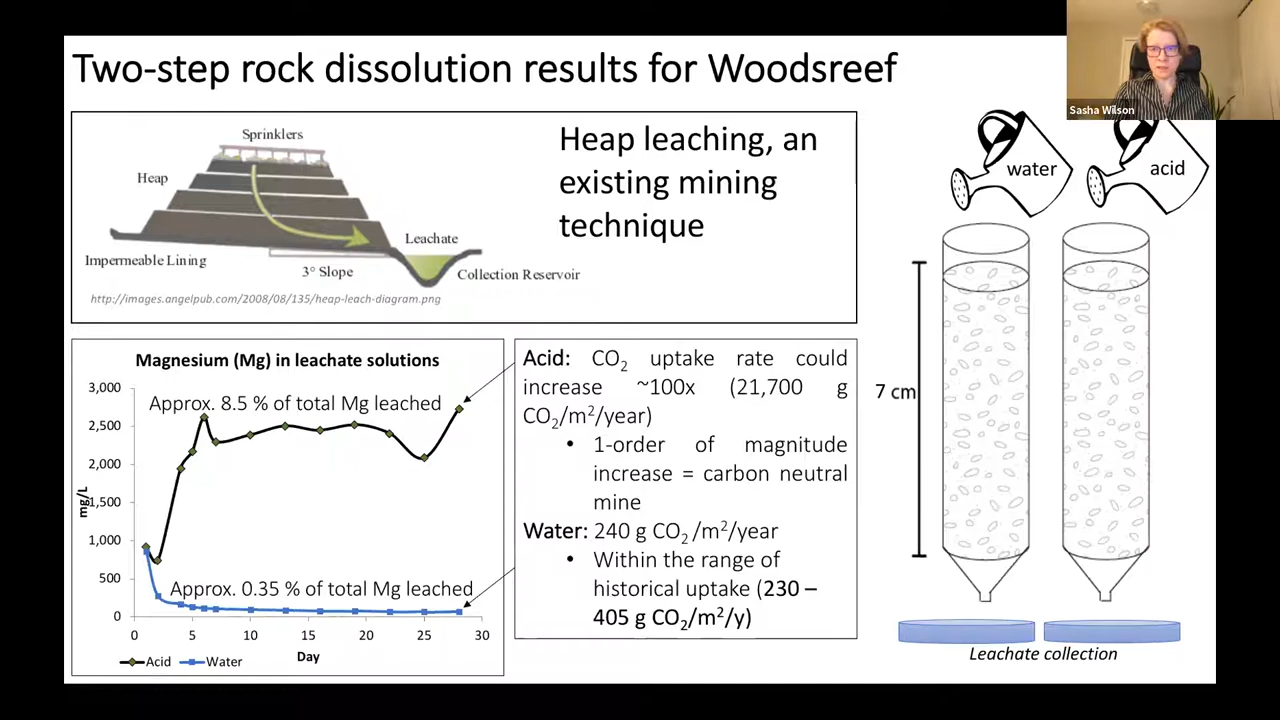 Two-step rock dissolution results for Woodsreef
Sasha Wilson
Sprinklers
Heap
Leachate
Impermeable Lining
3° Slope
Collection Reservoir
http://images.angelpub.com/2008/08/135/heap-leach-diagram.png
Heap leaching, an
existing mining
technique
water
acid
7 cm
Leachate collection
Magnesium (Mg) in leachate solutions
3,000
2,500
2,000
1,500
1,000
500
0
mg/L
Approx. 8.5 % of total Mg leached
Approx. 0.35 % of total Mg leached
0 5 10 15 20 25 30
Day
Acid Water
Acid: CO₂ uptake rate could
increase ~100x (21,700 g
CO₂/m²/year)
• 1-order of magnitude
increase = carbon neutral
mine
Water: 240 g CO₂/m²/year
• Within the range of
historical uptake (230 –
405 g CO₂/m²/y)